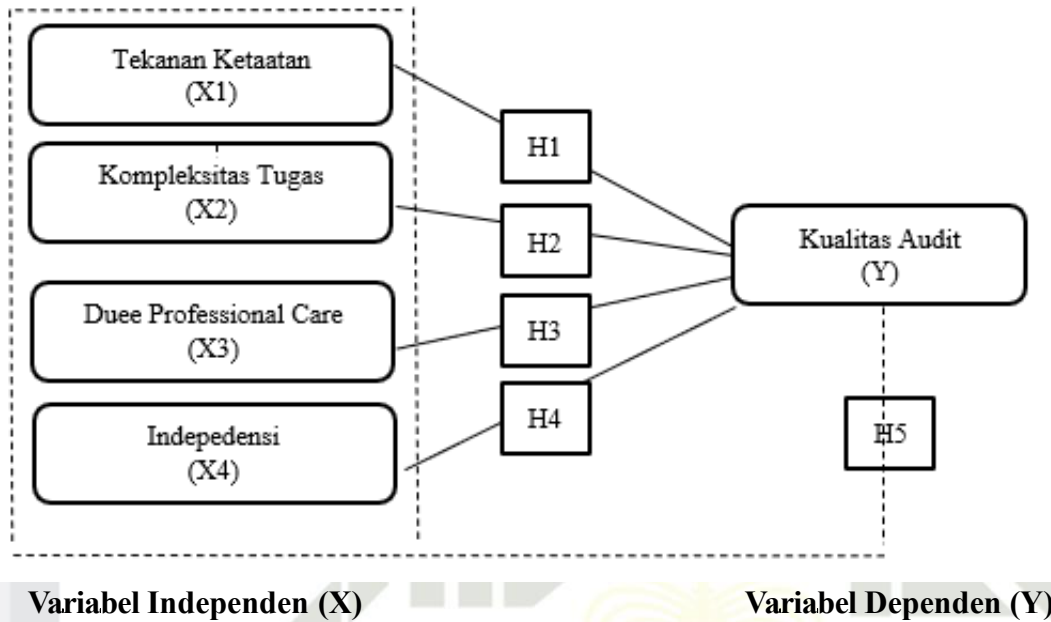 Tekanan Ketaatan
(X1)
Kompleksitas Tugas
(X2)
Duee Professional Care
(X3)
Indepedensi
(X4)
H1
H2
H3
H4
Kualitas Audit
(Y)
H5
Variabel Independen (X)
Variabel Dependen (Y)